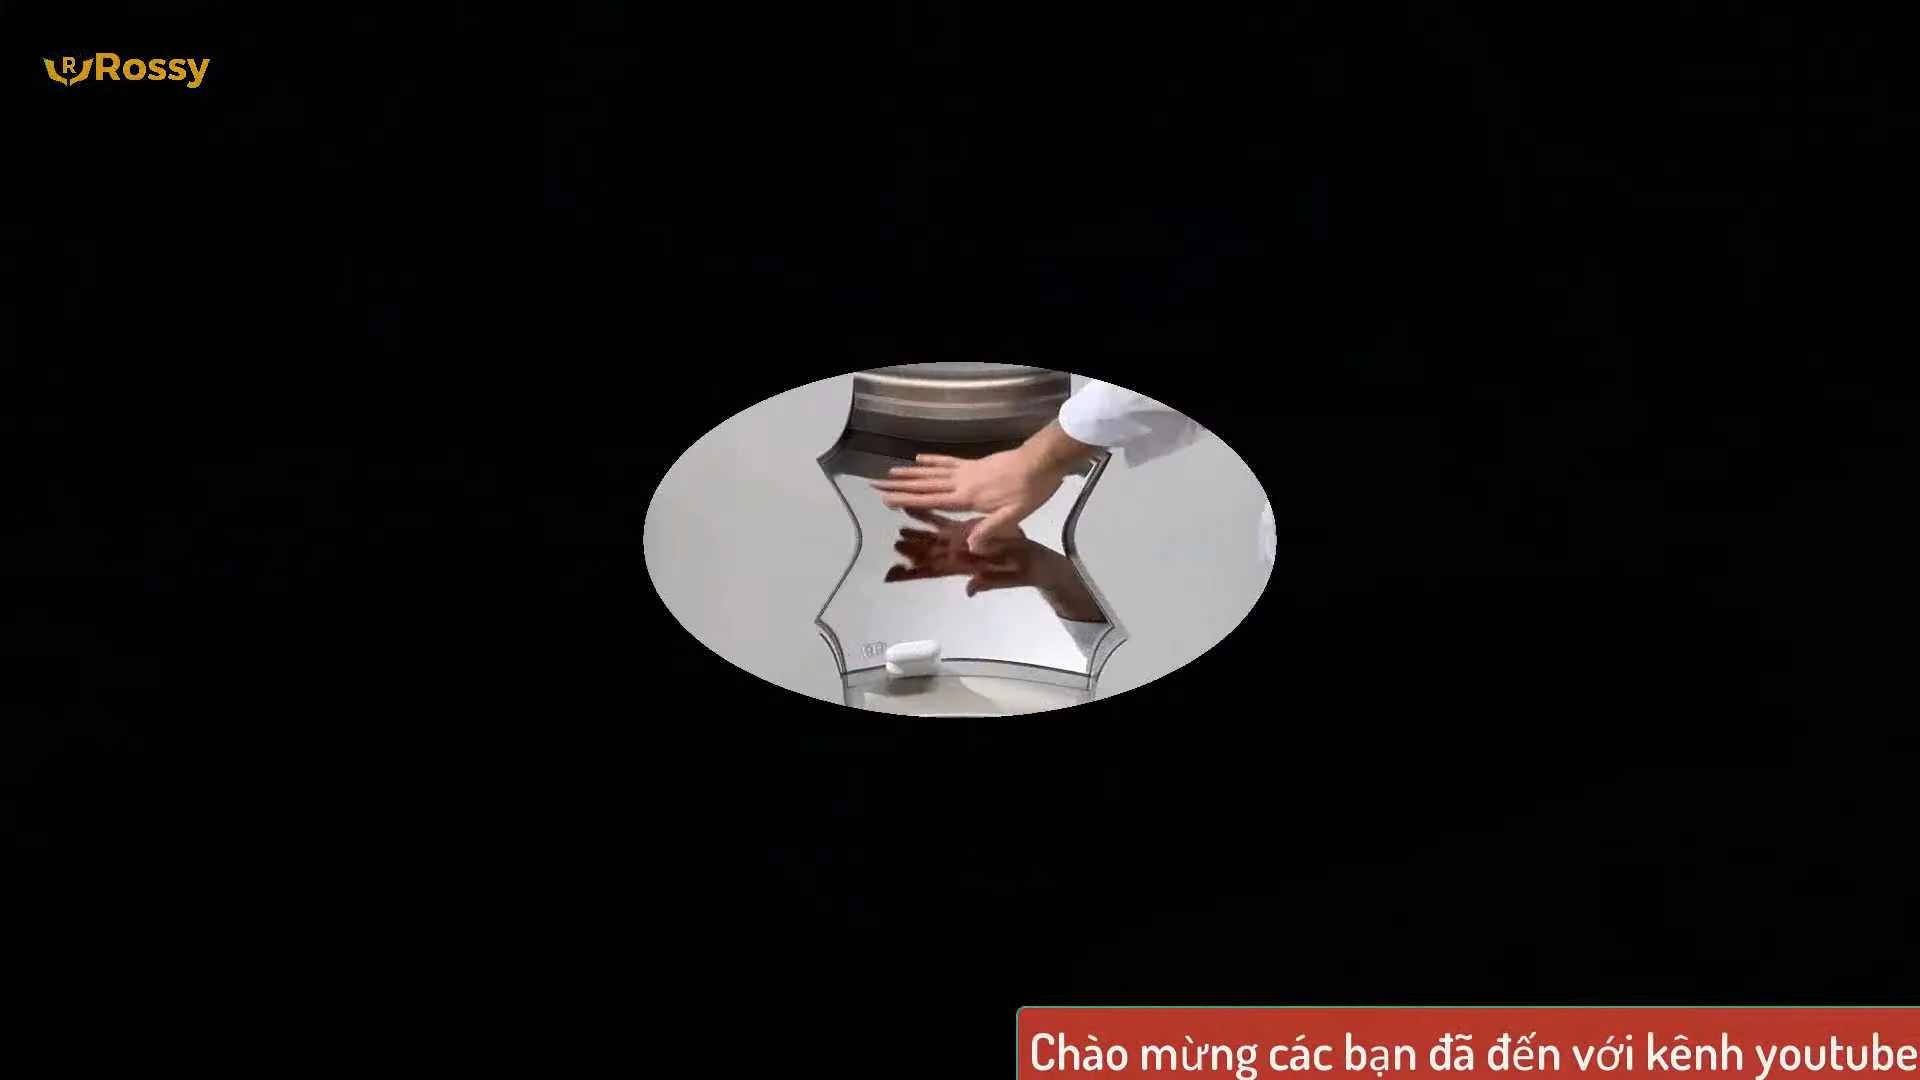 Rossy
Chào mừng các bạn đã đến với kênh youtube